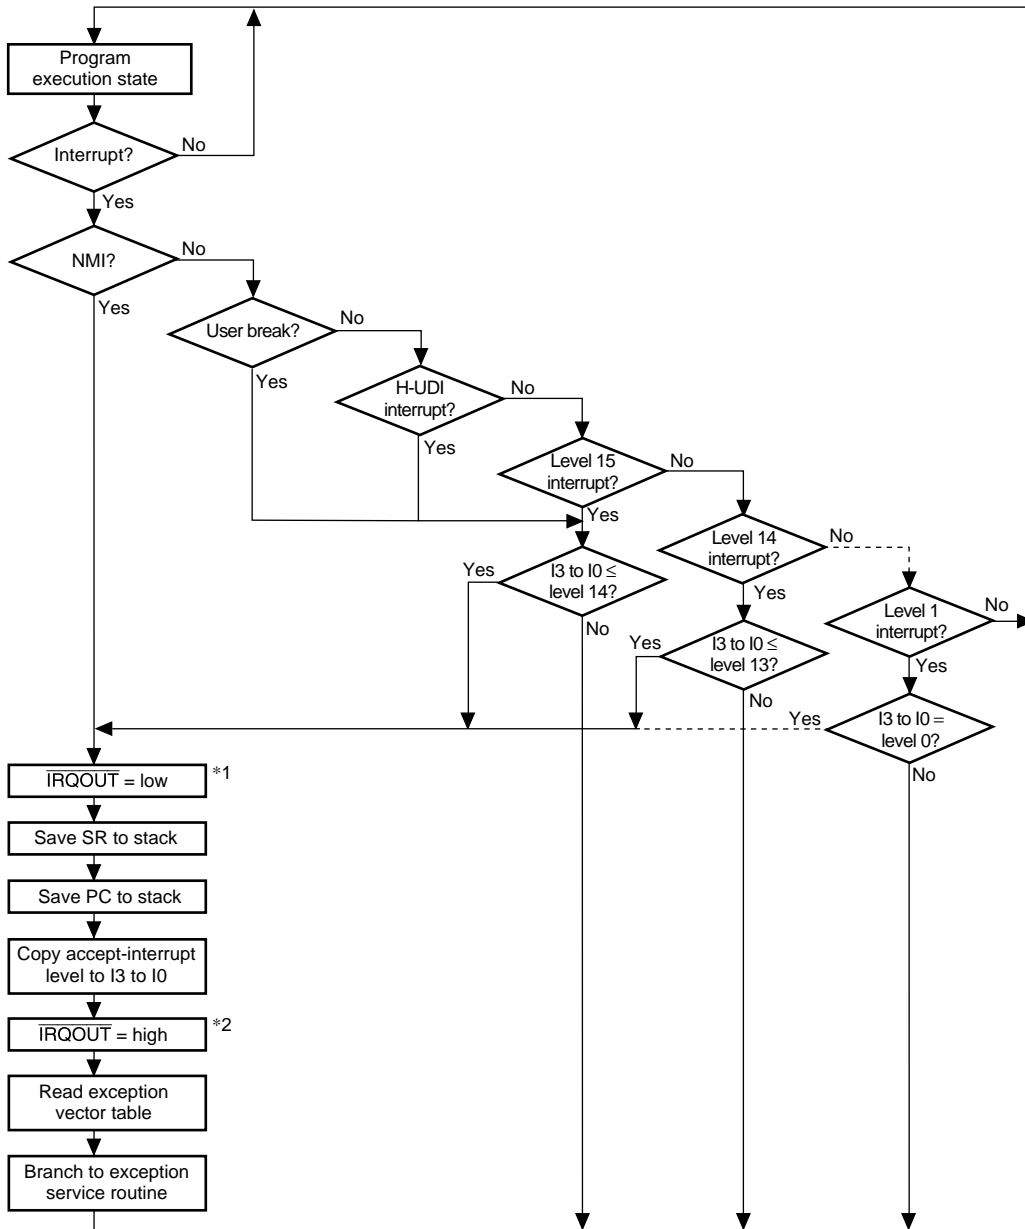 Program
execution state
Interrupt?
No
Yes
NMI?
No
Yes
User break?
No
Yes
H-UDI
interrupt?
No
Yes
Level 15
interrupt?
No
Yes
Level 14
interrupt?
No
Yes
I3 to I0 ≤
level 14?
Yes
No
Level 1
interrupt?
No
Yes
I3 to I0 ≤
level 13?
Yes
No
I3 to I0 =
level 0?
Yes
No
IRQOUT = low
*1
Save SR to stack
Save PC to stack
Copy accept-interrupt
level to I3 to I0
IRQOUT = high
*2
Read exception
vector table
Branch to exception
service routine